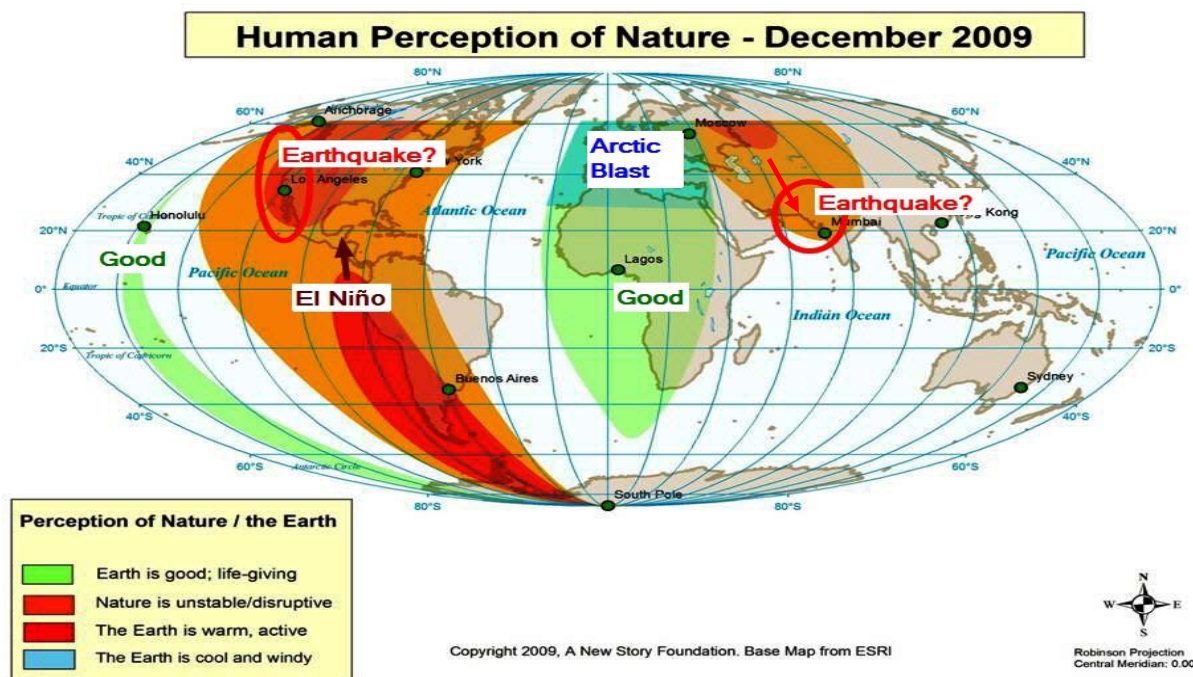 Human Perception of Nature - December 2009
80°N
80°N
60°N
60°N
Anchorage
Moscow
40°N
40°N
Earthquake?
York
Arctic
Blast
Los Angeles
Atlantic Ocean
Earthquake?
Kong
Tropic of
Honolulu
Mumbai
20°N
20°N
Good
Pacific Ocean
Lagos
Pacific Ocean
Equator
0°
0°
El Niño
Good
Indian Ocean
20°S
20°S
Tropic of Capricorn
Buenos Aires
Sydney
40°S
40°S
60°S
60°S
Antarctic Circle
80°S
South Pole
80°S
Perception of Nature / the Earth
Earth is good; life-giving
Nature is unstable/disruptive
The Earth is warm, active
The Earth is cool and windy
Copyright 2009, A New Story Foundation. Base Map from ESRI
N
W
E
S
Robinson Projection
Central Meridian: 0.00